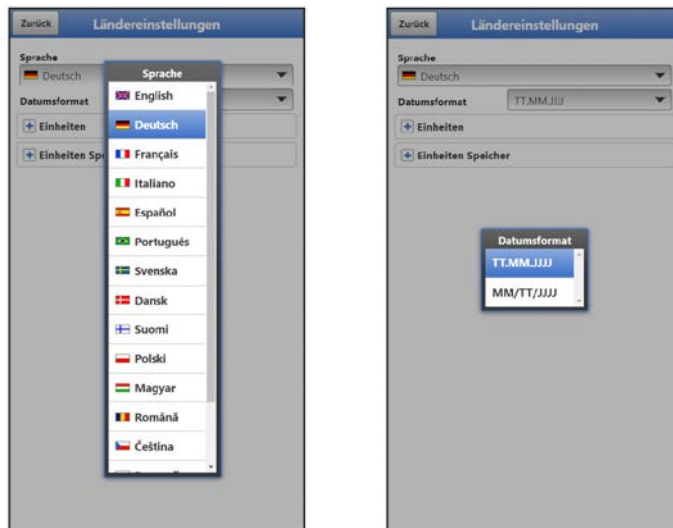 Zurück
Ländereinstellungen
Sprache
Deutsch
Datumsformat
Einheiten
Einheiten Spe
Sprache
English
Deutsch
Français
Italiano
Español
Português
Svenska
Dansk
Suomi
Polski
Magyar
Română
Čeština
Zurück
Ländereinstellungen
Sprache
Deutsch
Datumsformat
TT.MM.JJJJ
Einheiten
Einheiten Speicher
Datumsformat
TT.MM.JJJJ
MM/TT/JJJJ